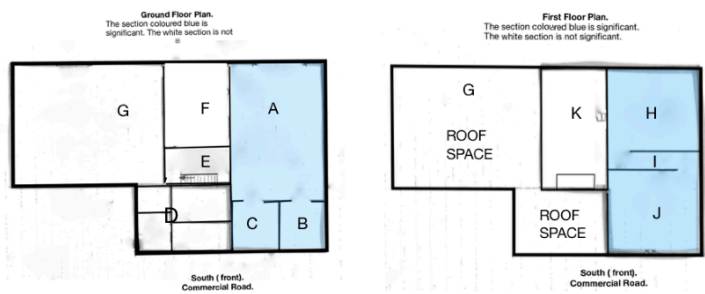 Ground Floor Plan.
The section coloured blue is
significant. The white section is not
G
F
A
E
D
C
B
South ( front).
Commercial Road.
First Floor Plan.
The section coloured blue is significant.
The white section is not significant.
G
K
H
ROOF
SPACE
I
ROOF
SPACE
J
South ( front).
Commercial Road.